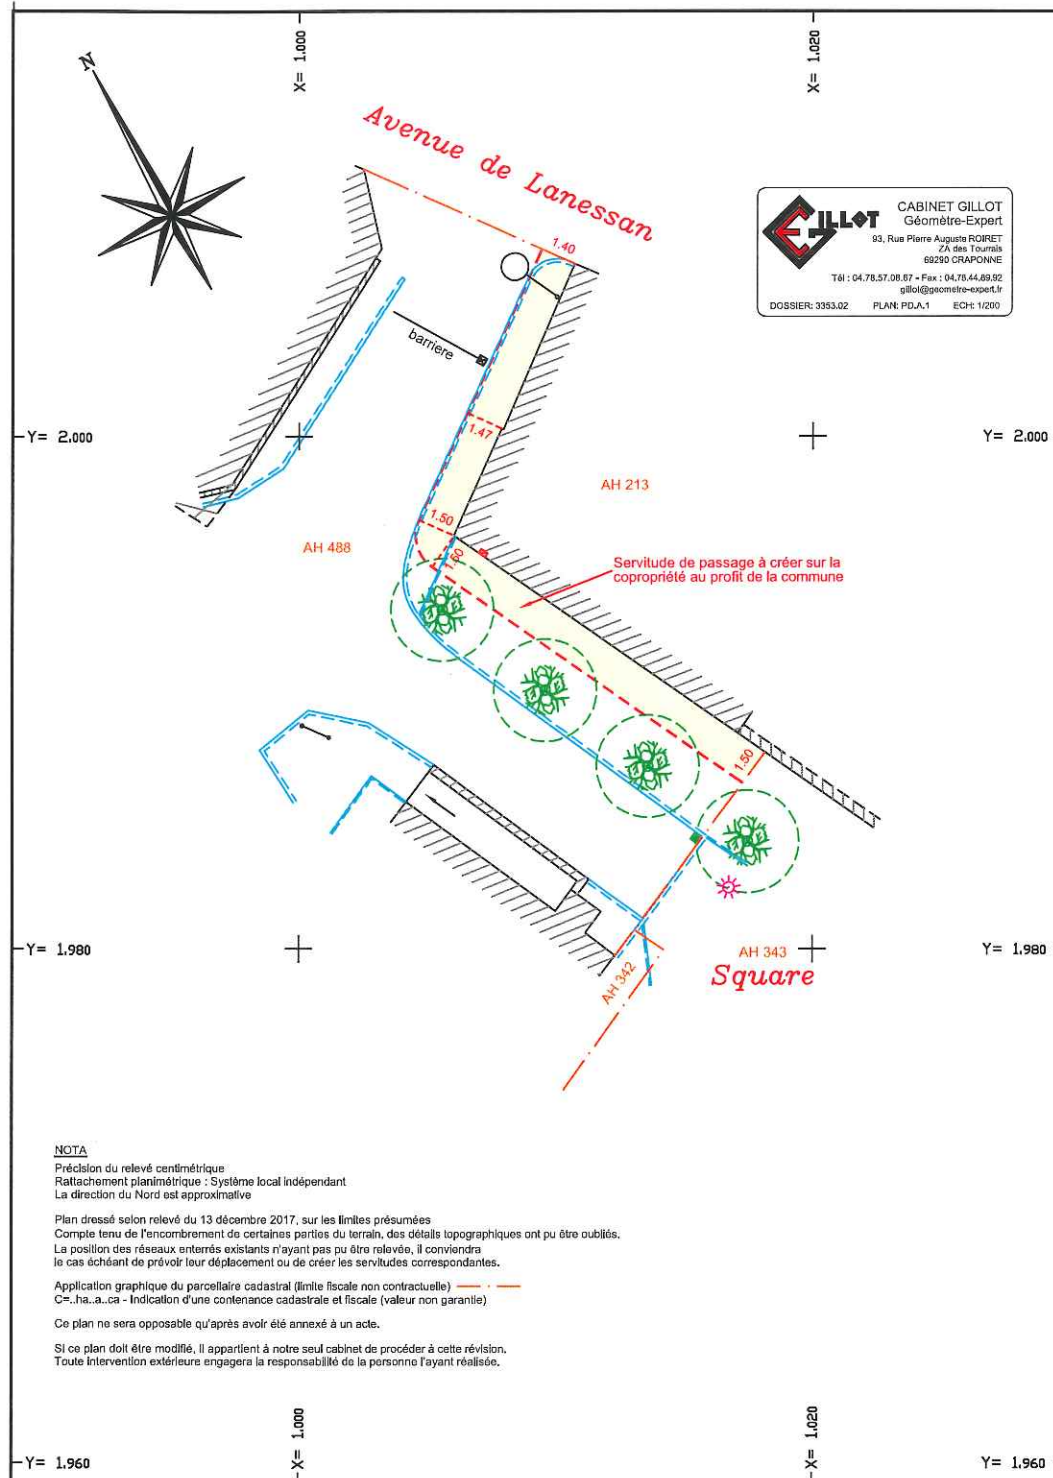 X= 1.000
X= 1.020
N
Avenue de Lanessan
GILLOT
CABINET GILLOT
Géomètre-Expert
93, Rue Pierre Auguste ROIRET
ZA des Tourrais
69290 CRAPONNE
Tél : 04.78.57.08.67 - Fax : 04.78.44.89.92
gillot@geometre-expert.fr
DOSSIER: 3353.02 PLAN: PD.A.1 ECH: 1/200
1.40
barriere
Y= 2.000
1.47
Y= 2.000
AH 213
1.50
AH 488
1.50
Servitude de passage à créer sur la
copropriété au profit de la commune
1.50
Y= 1.980
AH 343
Y= 1.980
Square
AH 342
NOTA
Précision du relevé centimétrique
Rattachement planimétrique : Système local indépendant
La direction du Nord est approximative
Plan dressé selon relevé du 13 décembre 2017, sur les limites présumées
Compte tenu de l'encombrement de certaines parties du terrain, des détails topographiques ont pu être oubliés.
La position des réseaux enterrés existants n'ayant pas pu être relevée, il conviendra
le cas échéant de prévoir leur déplacement ou de créer les servitudes correspondantes.
Application graphique du parcellaire cadastral (limite fiscale non contractuelle)
C=..ha..a..ca - Indication d'une contenance cadastrale et fiscale (valeur non garantie)
Ce plan ne sera opposable qu'après avoir été annexé à un acte.
Si ce plan doit être modifié, il appartient à notre seul cabinet de procéder à cette révision.
Toute intervention extérieure engagera la responsabilité de la personne l'ayant réalisée.
X= 1.000
X= 1.020
Y= 1.960
Y= 1.960